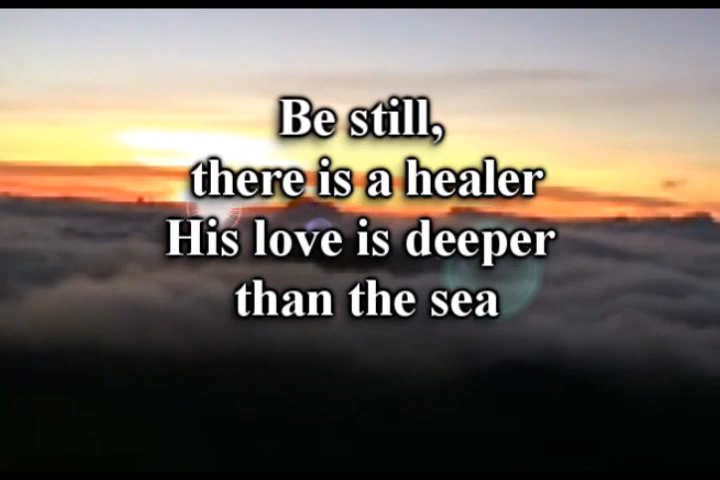 Be still,
there is a healer
His love is deeper
than the sea